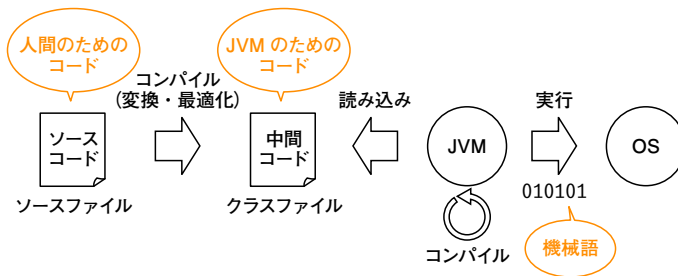 人間のための
コード
JVM のための
コード
コンパイル
(変換・最適化)
読み込み
実行
ソース
コード
中間
コード
JVM
OS
010101
ソースファイル
クラスファイル
コンパイル
機械語